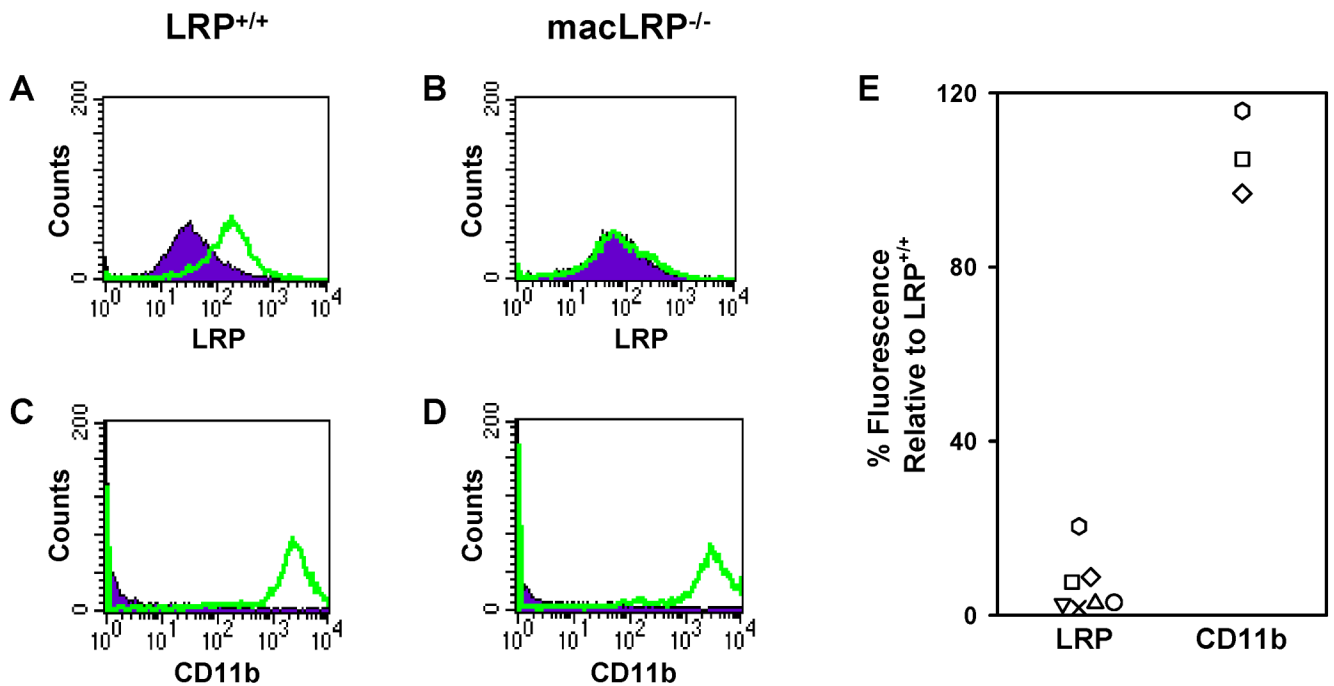 LRP+/+
macLRP-/-
A
200
Counts
0
10^0 10^1 10^2 10^3 10^4
LRP
B
200
Counts
0
10^0 10^1 10^2 10^3 10^4
LRP
C
200
Counts
0
10^0 10^1 10^2 10^3 10^4
CD11b
D
200
Counts
0
10^0 10^1 10^2 10^3 10^4
CD11b
E
% Fluorescence
Relative to LRP+/+
120
80
40
0
LRP CD11b